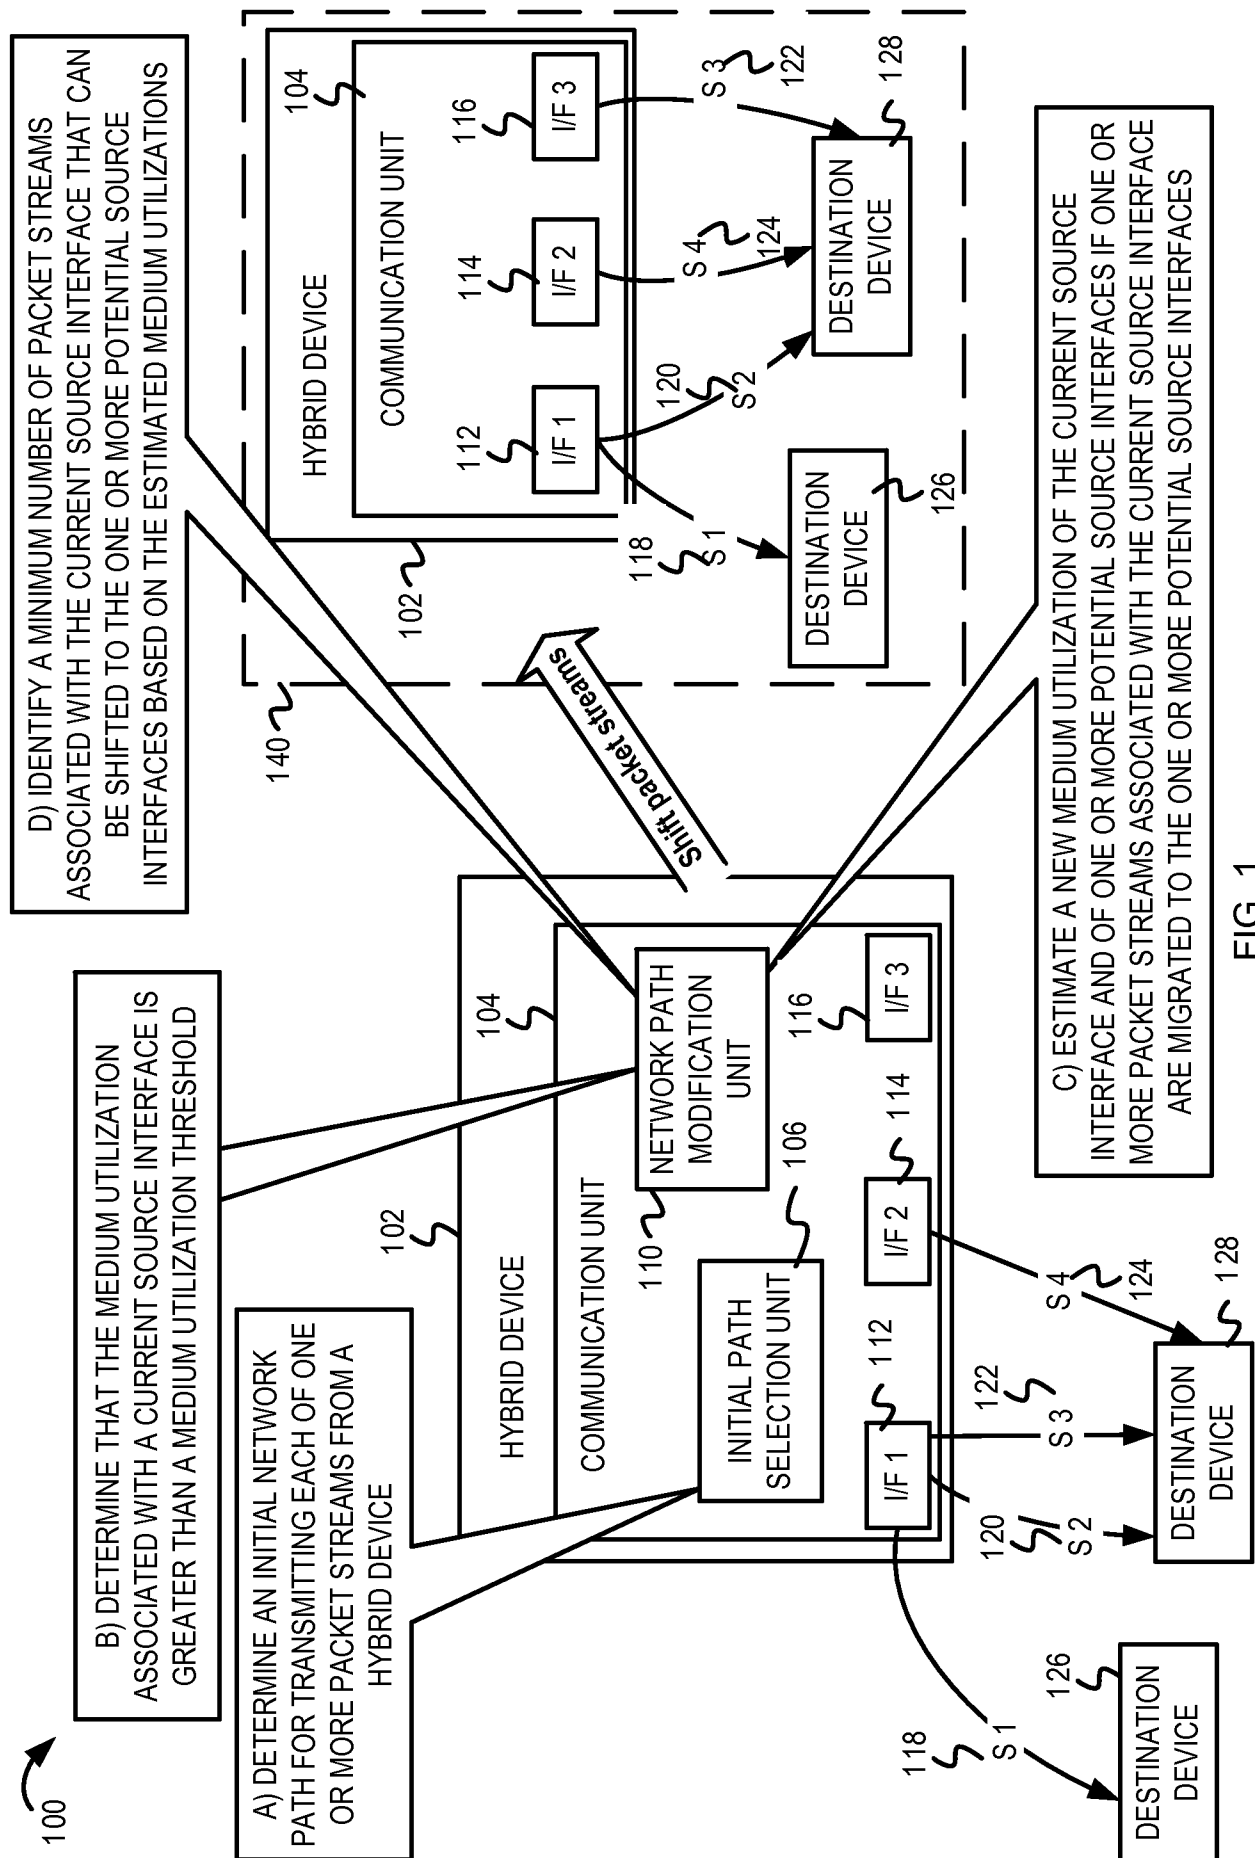 100
A) DETERMINE AN INITIAL NETWORK
PATH FOR TRANSMITTING EACH OF ONE
OR MORE PACKET STREAMS FROM A
HYBRID DEVICE
B) DETERMINE THAT THE MEDIUM UTILIZATION
ASSOCIATED WITH A CURRENT SOURCE INTERFACE IS
GREATER THAN A MEDIUM UTILIZATION THRESHOLD
D) IDENTIFY A MINIMUM NUMBER OF PACKET STREAMS
ASSOCIATED WITH THE CURRENT SOURCE INTERFACE THAT CAN
BE SHIFTED TO THE ONE OR MORE POTENTIAL SOURCE
INTERFACES BASED ON THE ESTIMATED MEDIUM UTILIZATIONS
102
HYBRID DEVICE
104
COMMUNICATION UNIT
INITIAL PATH
SELECTION UNIT
106
110
NETWORK PATH
MODIFICATION
UNIT
I/F 1
112
I/F 2
114
I/F 3
116
118
S 1
120
S 2
122
S 3
S 4
124
DESTINATION
DEVICE
126
DESTINATION
DEVICE
128
Shift packet streams
140
102
HYBRID DEVICE
104
COMMUNICATION UNIT
112
I/F 1
114
I/F 2
116
I/F 3
118
S 1
120
S 2
S 4
124
S 3
122
DESTINATION
DEVICE
126
DESTINATION
DEVICE
128
C) ESTIMATE A NEW MEDIUM UTILIZATION OF THE CURRENT SOURCE
INTERFACE AND OF ONE OR MORE POTENTIAL SOURCE INTERFACES IF ONE OR
MORE PACKET STREAMS ASSOCIATED WITH THE CURRENT SOURCE INTERFACE
ARE MIGRATED TO THE ONE OR MORE POTENTIAL SOURCE INTERFACES
FIG. 1